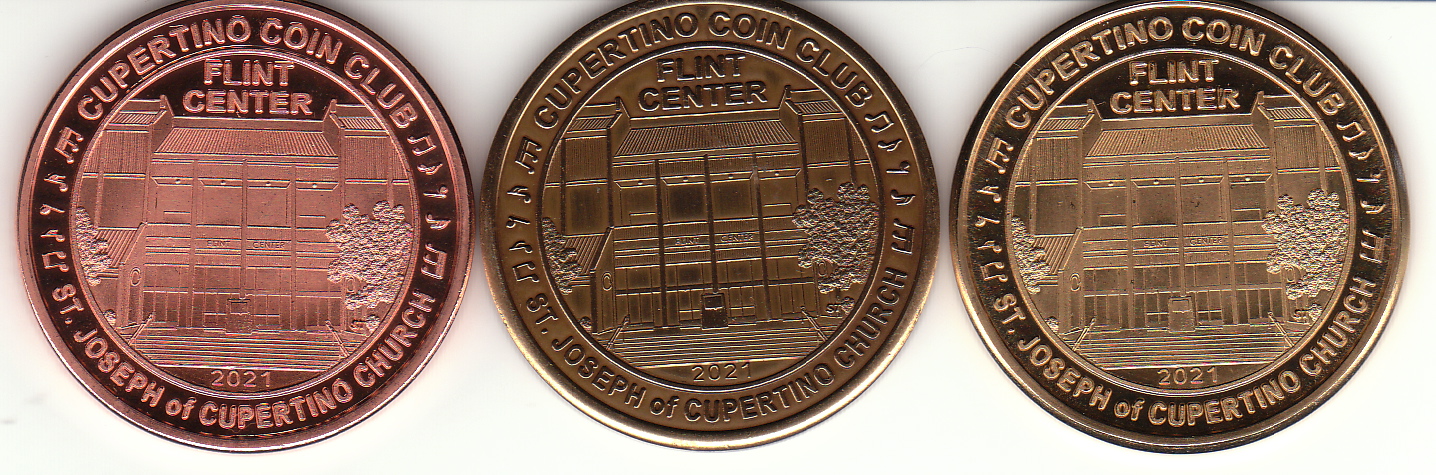 CUPERTINO COIN CLUB
FLINT
CENTER
FLINT CENTER
2021
ST. JOSEPH of CUPERTINO CHURCH
CUPERTINO COIN CLUB
FLINT
CENTER
FLINT CENTER
2021
ST. JOSEPH of CUPERTINO CHURCH
CUPERTINO COIN CLUB
FLINT
CENTER
FLINT CENTER
2021
ST. JOSEPH of CUPERTINO CHURCH